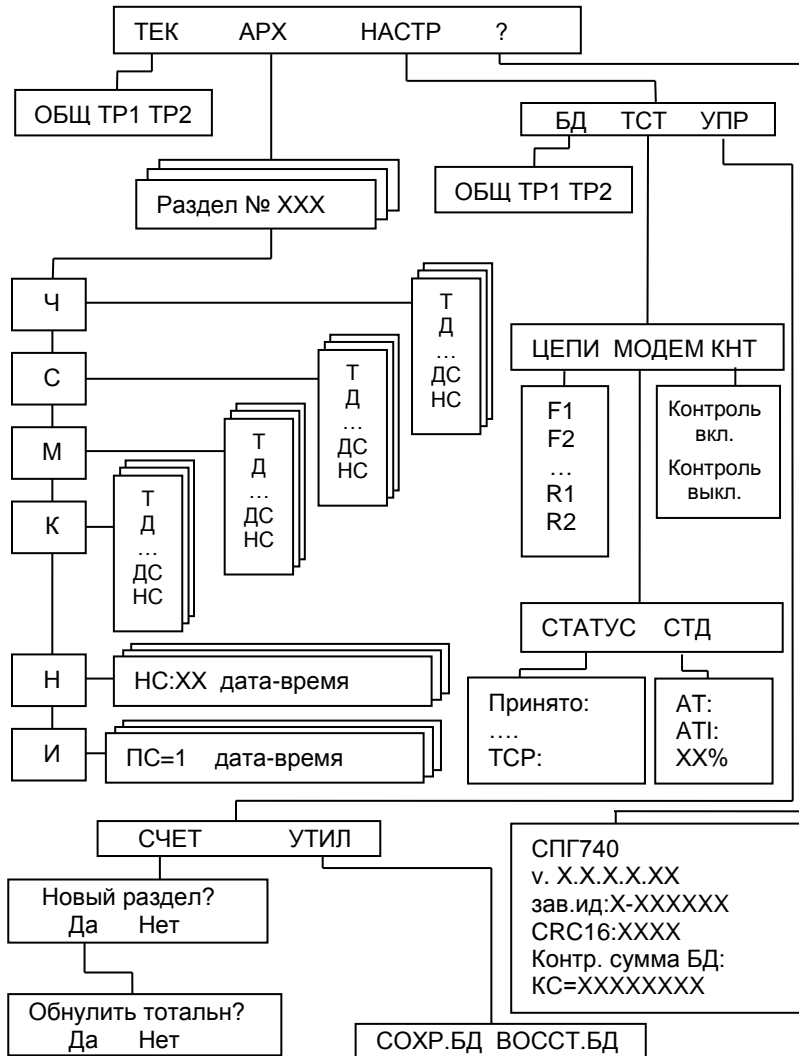 ТЕК АРХ НАСТР ?
ОБЩ ТР1 ТР2
БД ТСТ УПР
ОБЩ ТР1 ТР2
Раздел № ХХХ
Ч
Т
Д
…
ДС
НС
С
Т
Д
…
ДС
НС
М
Т
Д
…
ДС
НС
К
Т
Д
…
ДС
НС
ЦЕПИ МОДЕМ КНТ
F1
F2
…
R1
R2
Контроль
вкл.
Контроль
выкл.
СТАТУС СТД
Принято:
....
TCP:
AT:
ATI:
XX%
Н
НС:ХХ дата-время
И
ПС=1 дата-время
СЧЕТ УТИЛ
Новый раздел?
Да Нет
Обнулить тотальн?
Да Нет
СОХР.БД ВОССТ.БД
СПГ740
v. X.X.X.X.XX
зав.ид:X-XXXXXX
CRC16:XXXX
Контр. сумма БД:
КС=XXXXXXXX